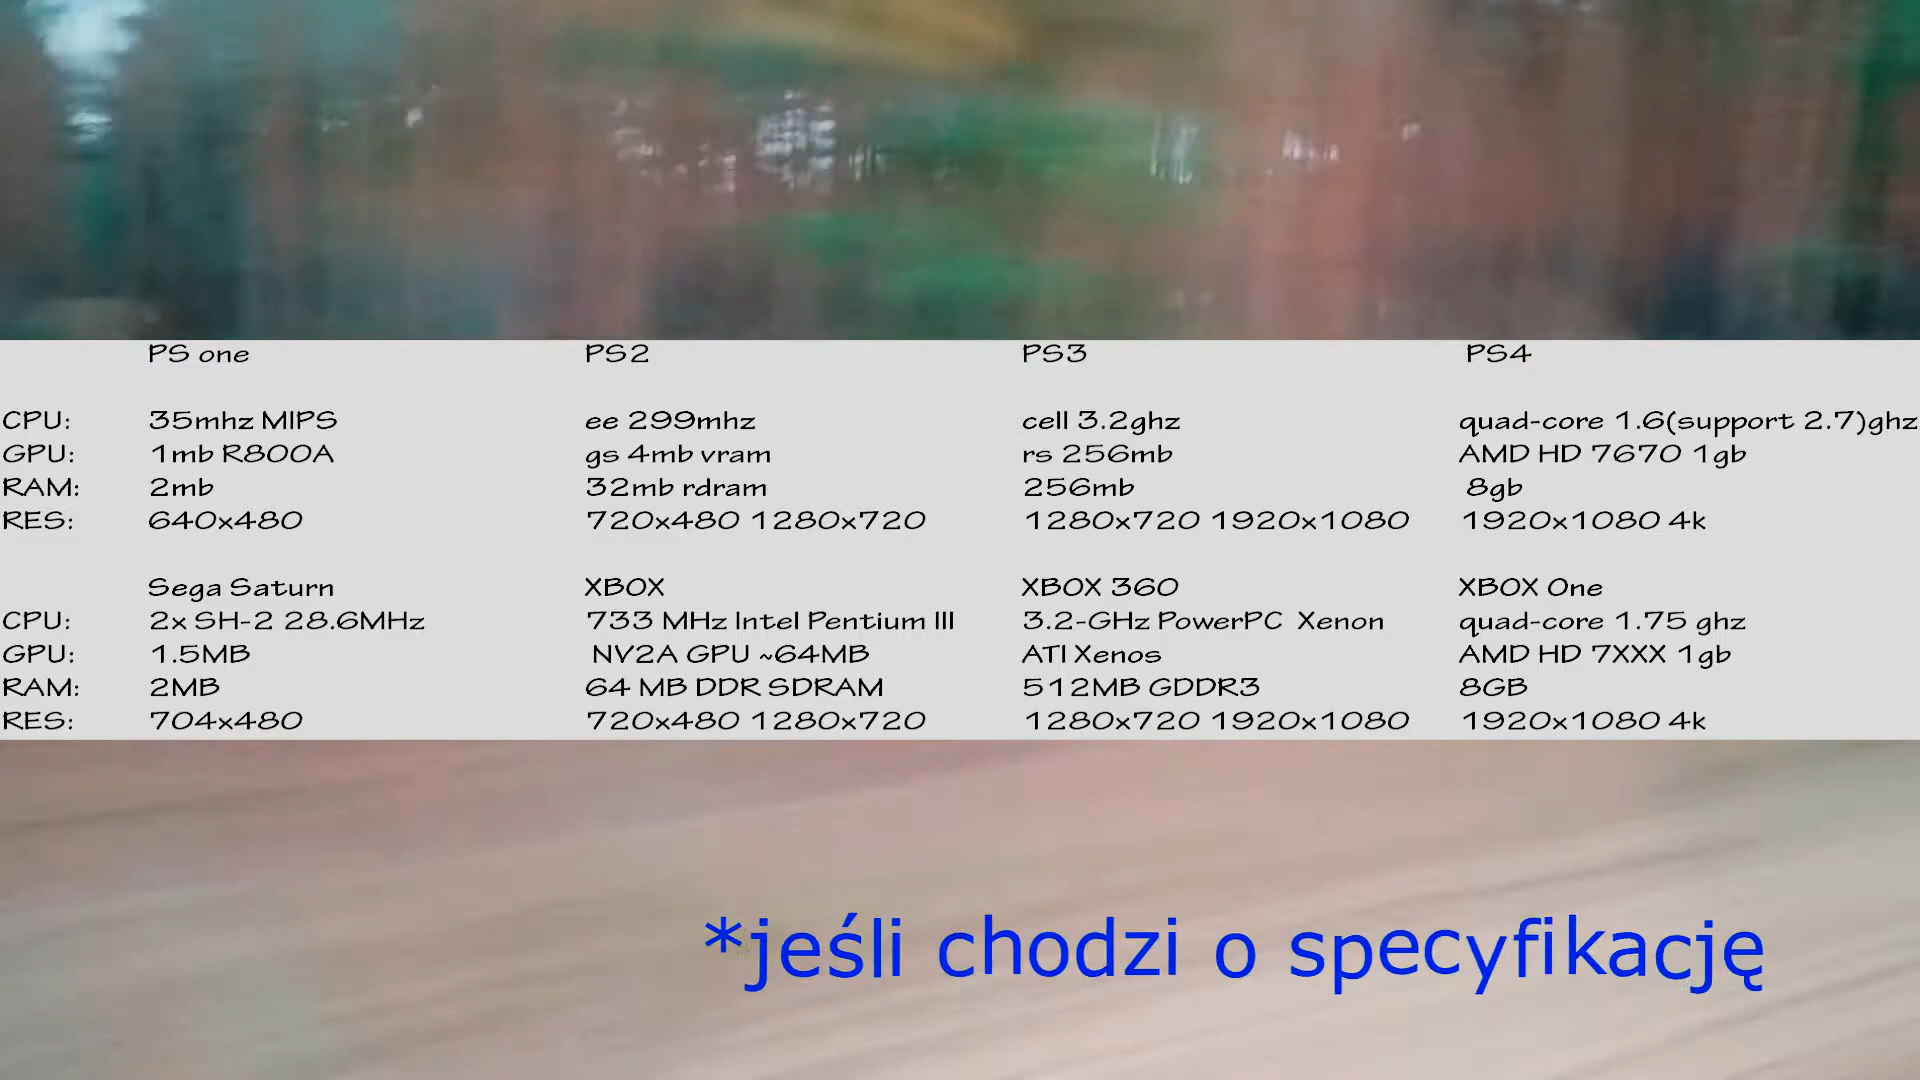 PS one PS2 PS3 PS4
CPU: 35mhz MIPS ee 299mhz cell 3.2ghz quad-core 1.6(support 2.7)ghz
GPU: 1mb R800A gs 4mb vram rs 256mb AMD HD 7670 1gb
RAM: 2mb 32mb rdram 256mb 8gb
RES: 640x480 720x480 1280x720 1280x720 1920x1080 1920x1080 4k
Sega Saturn XBOX XBOX 360 XBOX One
CPU: 2x SH-2 28.6MHz 733 MHz Intel Pentium III 3.2-GHz PowerPC Xenon quad-core 1.75 ghz
GPU: 1.5MB NV2A GPU ~64MB ATI Xenos AMD HD 7XXX 1gb
RAM: 2MB 64 MB DDR SDRAM 512MB GDDR3 8GB
RES: 704x480 720x480 1280x720 1280x720 1920x1080 1920x1080 4k
*jeśli chodzi o specyfikację